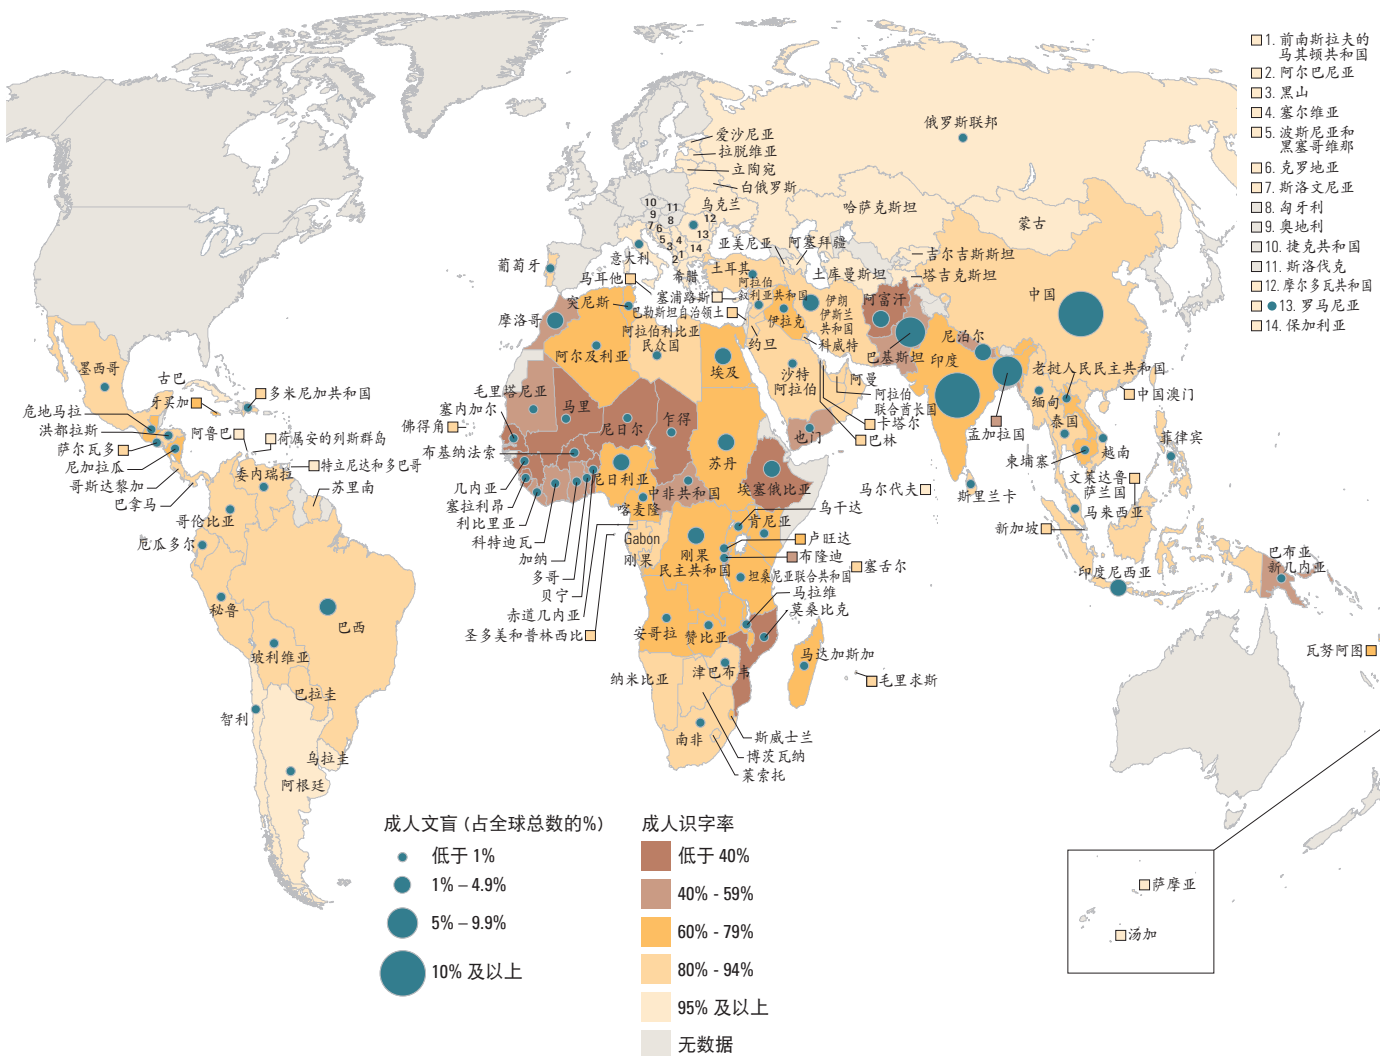 1. 前南斯拉夫的
马其顿共和国
2. 阿尔巴尼亚
3. 黑山
4. 塞尔维亚
5. 波斯尼亚和
黑塞哥维那
6. 克罗地亚
7. 斯洛文尼亚
8. 匈牙利
9. 奥地利
10. 捷克共和国
11. 斯洛伐克
12. 摩尔多瓦共和国
13. 罗马尼亚
14. 保加利亚
俄罗斯联邦
爱沙尼亚
拉脱维亚
立陶宛
白俄罗斯
乌克兰
10
11
9
8
12
7
6
5
4
13
3
14
2
1
哈萨克斯坦
蒙古
亚美尼亚
阿塞拜疆
吉尔吉斯斯坦
塔吉克斯坦
土库曼斯坦
葡萄牙
意大利
马耳他
希腊
土耳其
塞浦路斯
阿拉伯
叙利亚共和国
巴勒斯坦自治领土
突尼斯
摩洛哥
阿尔及利亚
阿拉伯利比亚
民众国
埃及
约旦
伊拉克
伊朗
伊斯兰
共和国
科威特
阿富汗
巴基斯坦
尼泊尔
印度
中国
沙特
阿拉伯
阿曼
阿拉伯
联合酋长国
卡塔尔
巴林
也门
孟加拉国
缅甸
老挝人民民主共和国
泰国
柬埔寨
越南
中国澳门
菲律宾
文莱达鲁
萨兰国
马来西亚
新加坡
斯里兰卡
马尔代夫
印度尼西亚
巴布亚
新几内亚
瓦努阿图
墨西哥
古巴
牙买加
多米尼加共和国
危地马拉
洪都拉斯
萨尔瓦多
尼加拉瓜
哥斯达黎加
巴拿马
阿鲁巴
荷属安的列斯群岛
特立尼达和多巴哥
委内瑞拉
苏里南
哥伦比亚
厄瓜多尔
秘鲁
巴西
玻利维亚
巴拉圭
智利
乌拉圭
阿根廷
毛里塔尼亚
塞内加尔
佛得角
布基纳法索
马里
尼日尔
乍得
苏丹
几内亚
塞拉利昂
利比里亚
科特迪瓦
加纳
多哥
贝宁
赤道几内亚
圣多美和普林西比
尼日利亚
喀麦隆
中非共和国
埃塞俄比亚
Gabon
刚果
刚果
民主共和国
乌干达
肯尼亚
卢旺达
布隆迪
塞舌尔
坦桑尼亚联合共和国
马拉维
莫桑比克
安哥拉
赞比亚
马达加斯加
毛里求斯
津巴布韦
纳米比亚
南非
斯威士兰
博茨瓦纳
莱索托
萨摩亚
汤加
成人文盲 (占全球总数的%)
低于 1%
1% – 4.9%
5% – 9.9%
10% 及以上
成人识字率
低于 40%
40% - 59%
60% - 79%
80% - 94%
95% 及以上
无数据